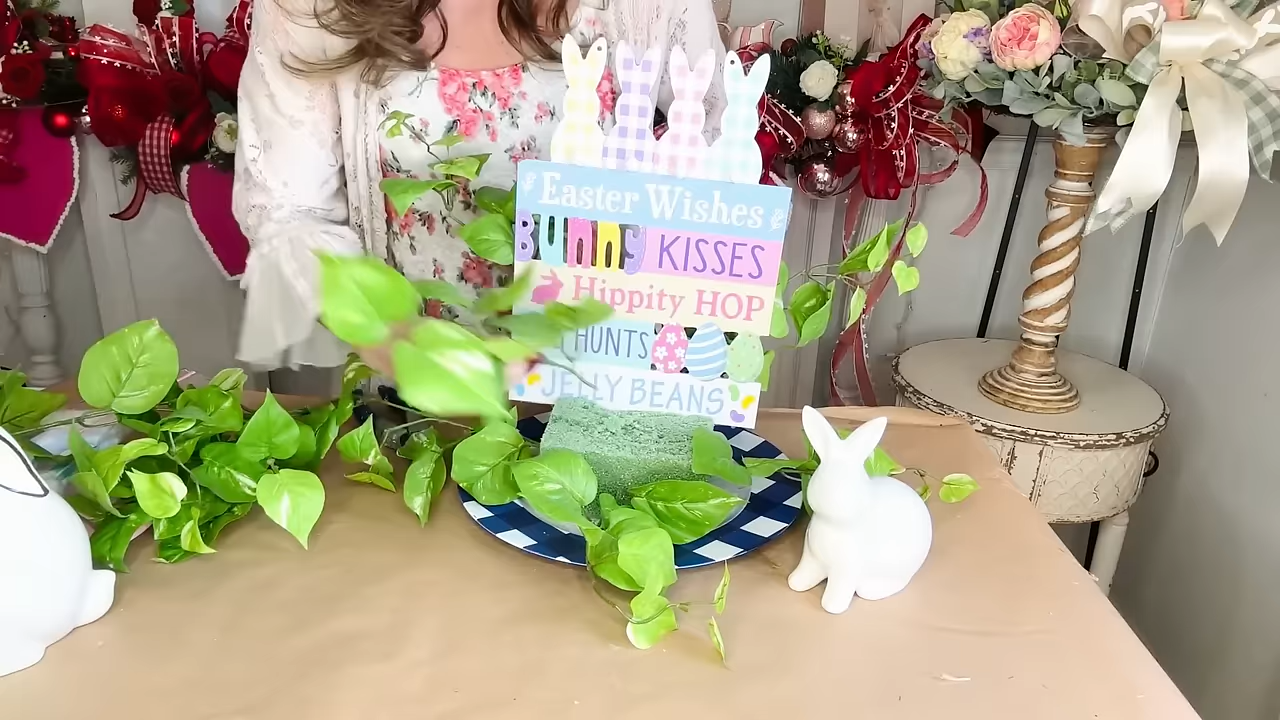 Easter Wishes
Bunny KISSES
Hippity HOP
HUNTS
JELLY BEANS